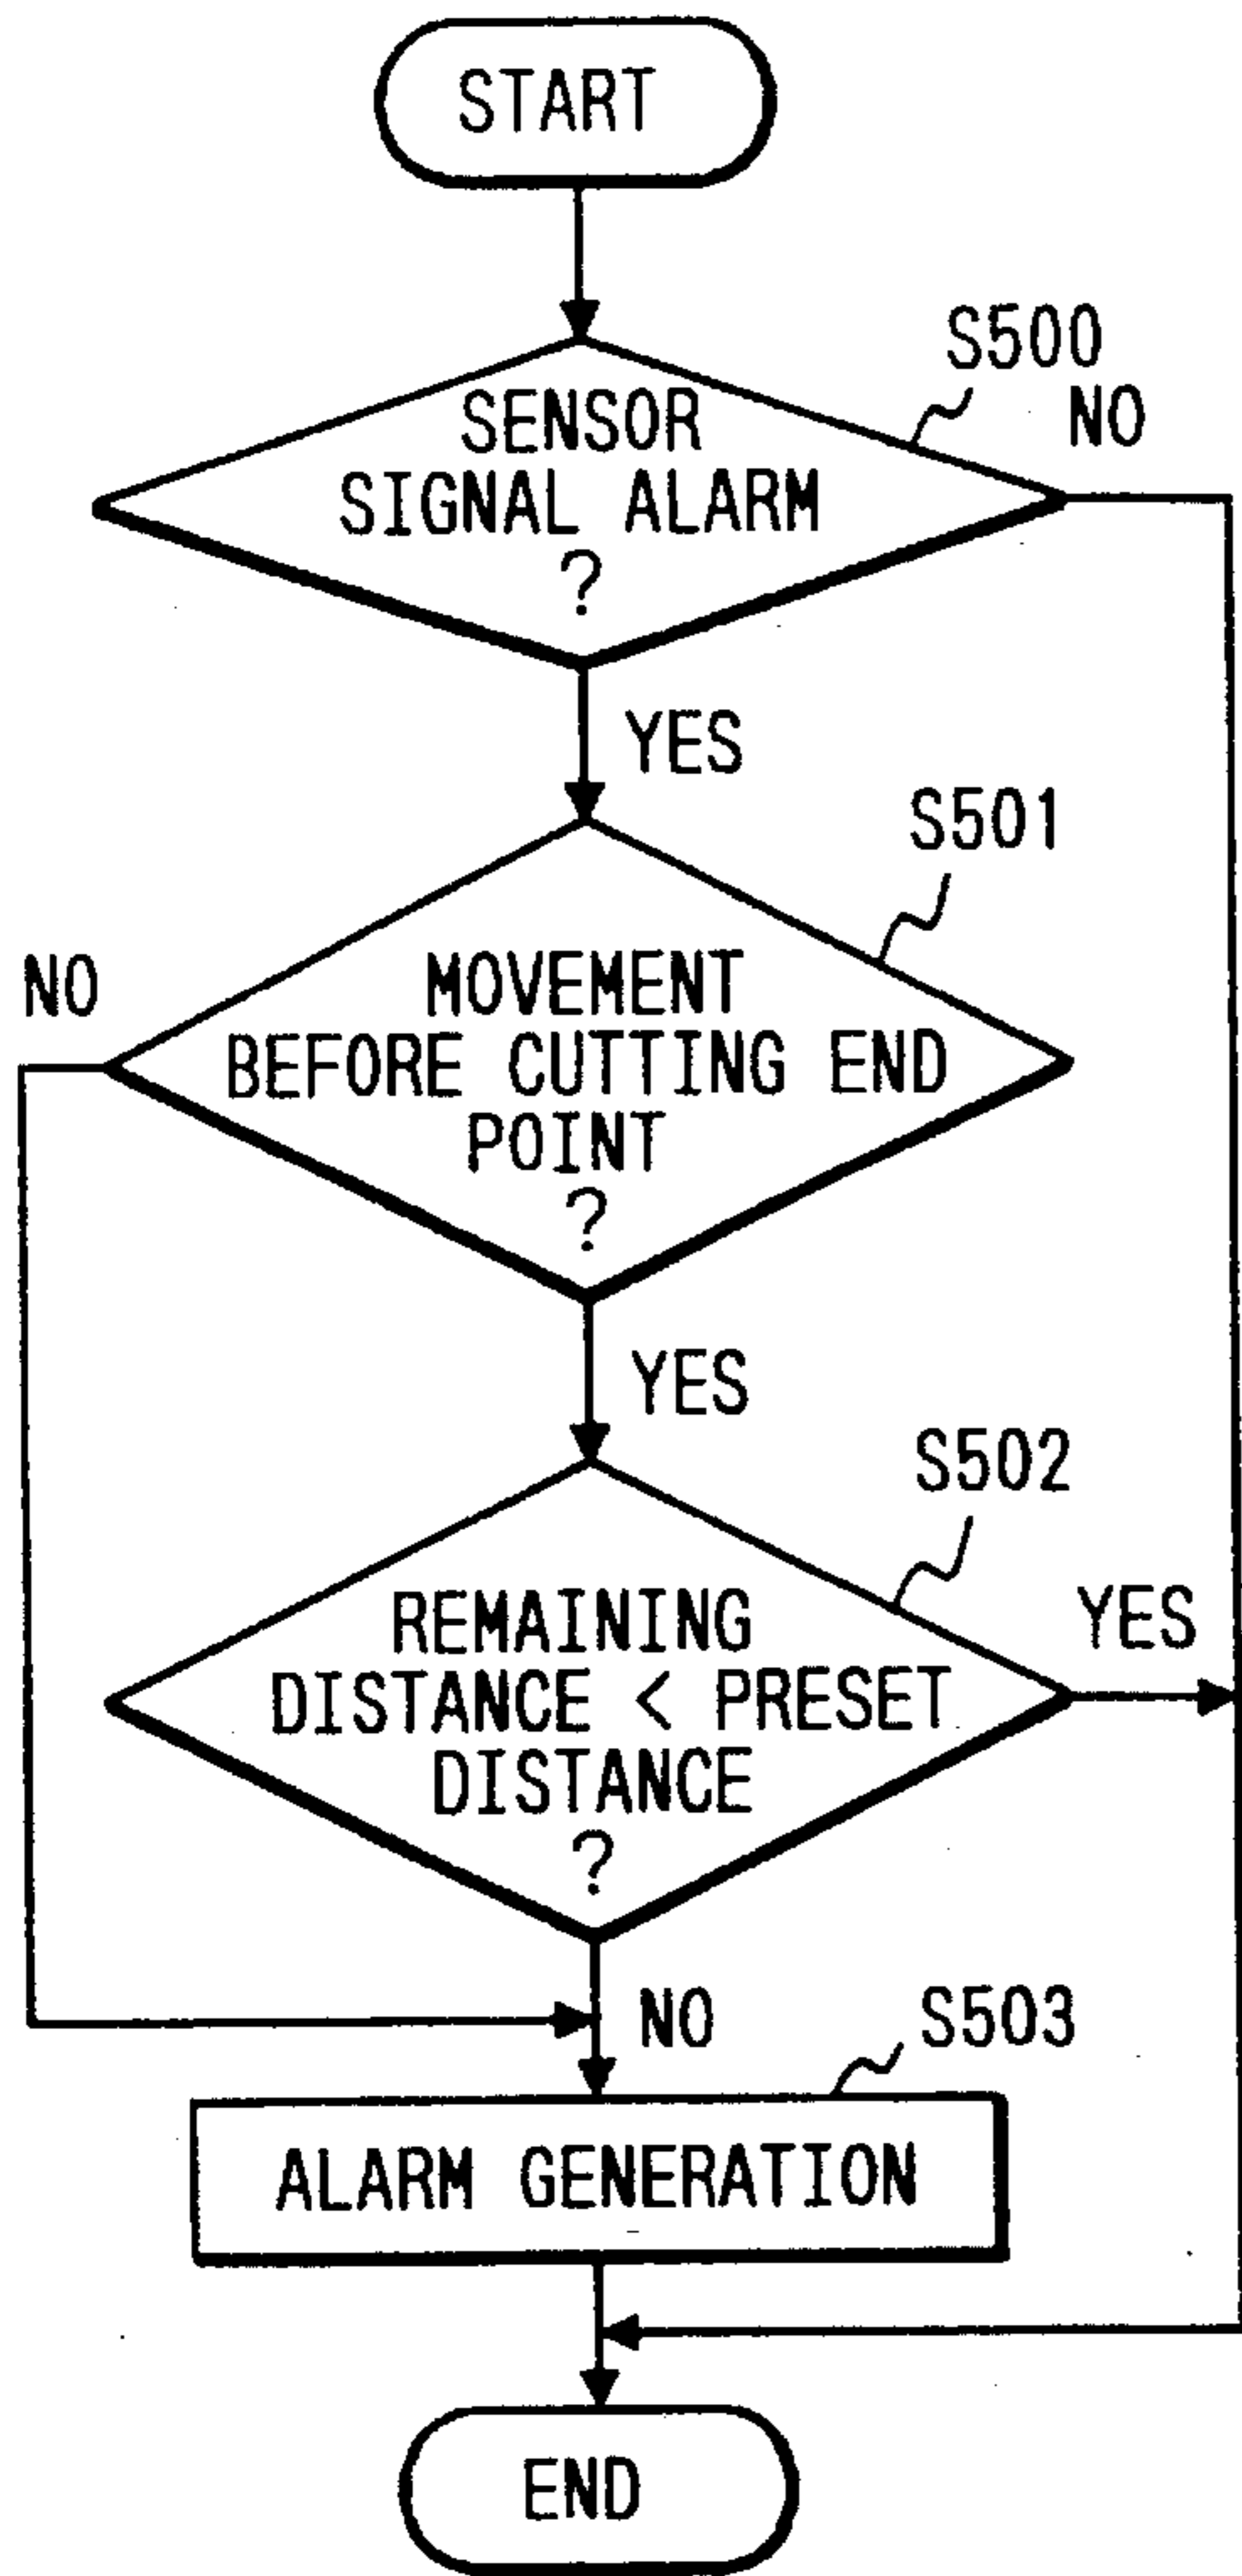 START
S500
NO
SENSOR
SIGNAL ALARM
?
YES
S501
NO
MOVEMENT
BEFORE CUTTING END
POINT
?
YES
S502
YES
REMAINING
DISTANCE < PRESET
DISTANCE
?
NO
S503
ALARM GENERATION
END